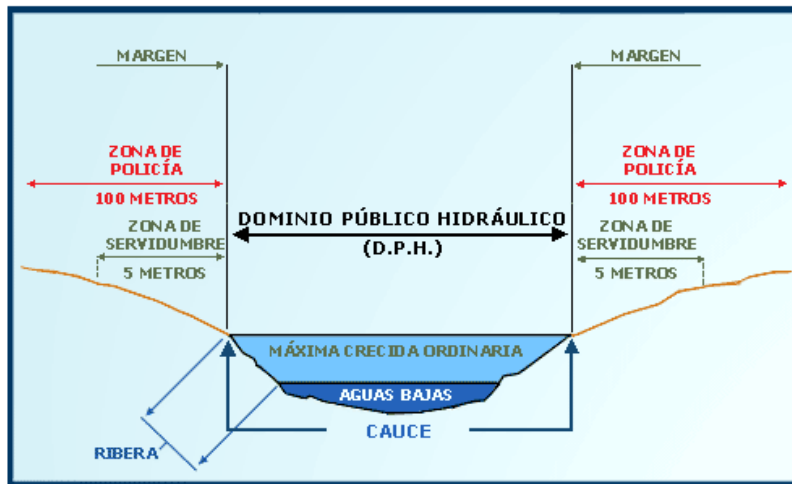 MARGEN
MARGEN
ZONA DE
POLICÍA
100 METROS
ZONA DE
POLICÍA
100 METROS
DOMINIO PÚBLICO HIDRÁULICO
(D.P.H.)
ZONA DE
SERVIDUMBRE
5 METROS
ZONA DE
SERVIDUMBRE
5 METROS
MÁXIMA CRECIDA ORDINARIA
AGUAS BAJAS
CAUCE
RIBERA